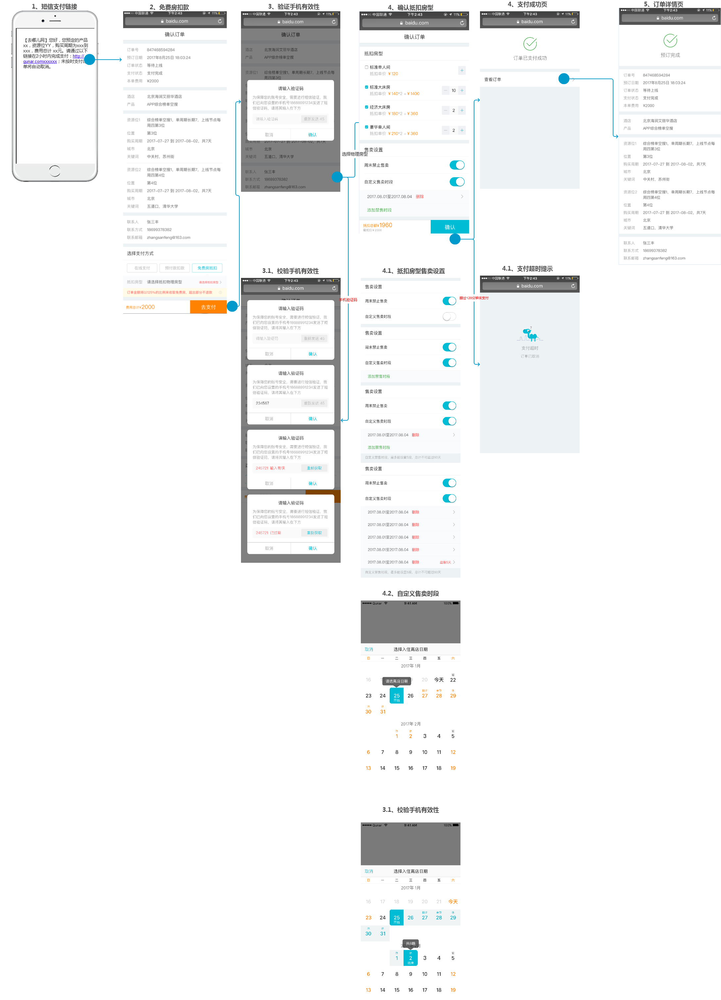 1、短信支付链接
【去哪儿网】您好，您预定的产品
xx，资源位YY，购买周期为xxx到
xxx，费用总计 xx元。请通过以下
链接在2小时内完成支付：http://
qunar.comxxxxxx；未按时支付订
单将自动取消。
2、免费房扣款
中国联通 下午2:43 11%
baidu.com
确认订单
订单号 847468594284
预订日期 2017年8月25日 18:03:24
订单状态 等待上线
支付状态 支付完成
本单费用 ¥2000
酒店 北京海润艾丽华酒店
产品 APP综合榜单空搜
资源位1 综合榜单空搜1，单周期长期7，上线节点每
周四第3位
位置 第3位
购买周期 2017-07-27 到 2017-08-02，共7天
城市 北京
关键词 中关村，苏州街
资源位2 综合榜单空搜1，单周期长期7，上线节点每
周四第4位
位置 第4位
购买周期 2017-07-27 到 2017-08-02，共7天
城市 北京
关键词 五道口，清华大学
联系人 张三丰
联系方式 18699378382
联系邮箱 zhangsanfeng@163.com
选择支付方式
在线支付 预付款扣款 免费房抵扣
抵扣房型 请选择抵扣物理房型 请选择抵扣房型
订单金额将以125%的比例来收取免费房，超出部分不退款
费用总计¥2000 去支付
3、验证手机有效性
中国联通 下午2:43 11%
baidu.com
确认订单
酒店 北京海润艾丽华酒店
产品 APP综合榜单空搜
资源位1 综合榜单空搜1，单周期长期7，上线节点每
周四第3位
请输入验证码
为保障您的账号安全，需要进行短信验证，我
们已向您设置的手机号18688991234发送了短
信验证码，请将其输入在下方
请输入验证码 重新发送 45
取消 确认
2017-07-27 到 2017-08-02，共7天
城市 北京
关键词 五道口，清华大学
联系人 张三丰
联系方式 18699378382
联系邮箱 zhangsanfeng@163.com
选择物理房型
3.1、校验手机有效性
中国联通 下午2:43 11%
baidu.com
请输入验证码
为保障您的账号安全，需要进行短信验证，我
们已向您设置的手机号18688991234发送了短
信验证码，请将其输入在下方
请输入验证码 重新发送 45
取消 确认
请输入验证码
为保障您的账号安全，需要进行短信验证，我
们已向您设置的手机号18688991234发送了短
信验证码，请将其输入在下方
234567 重新发送 45
取消 确认
请输入验证码
为保障您的账号安全，需要进行短信验证，我
们已向您设置的手机号18688991234发送了短
信验证码，请将其输入在下方
245721 输入有误 重新获取
取消 确认
请输入验证码
为保障您的账号安全，需要进行短信验证，我
们已向您设置的手机号18688991234发送了短
信验证码，请将其输入在下方
245721 已过期 重新获取
取消 确认
手机验证码
4、确认抵扣房型
中国联通 下午2:43 11%
baidu.com
确认订单
抵扣房型
标准单人间
抵扣单价 ￥120 +
标准大床房
抵扣单价 ￥140*2 =￥1400 − 10 +
经济大床房
抵扣单价 ￥180*2 =￥360 − 2 +
豪华单人间
抵扣单价 ￥210*2 =￥360 − 2 +
售卖设置
周末禁止售卖
自定义售卖时段
2017.08.01至2017.08.04 删除
添加禁售时段
抵扣总额¥1960
需抵扣￥2000
确认
4.1、抵扣房型售卖设置
售卖设置
周末禁止售卖
自定义售卖时段
售卖设置
周末禁止售卖
自定义售卖时段
添加禁售时段
售卖设置
周末禁止售卖
自定义售卖时段
2017.08.01至2017.08.04 删除
添加禁售时段
自定义禁售时段，最多能设置5段，总计不可超过60天
售卖设置
周末禁止售卖
自定义售卖时段
2017.08.01至2017.08.04 删除
2017.08.01至2017.08.04 删除
2017.08.01至2017.08.04 删除
2017.08.01至2017.08.04 删除
2017.08.01至2017.08.04 删除 超限5天
自定义禁售时段，最多能设置5段，总计不可超过60天
超过120分钟未支付
4.2、自定义售卖时段
Qunar 9:41 AM 100%
取消 选择入住离店日期
日 一 二 三 四 五 六
2017年 1月
班
16 20 今天 22
请选离店日期
除夕 春节 休
23 24 25 26 27 28 29
开始
休 休
30 31
2017年 2月
休 休 班
1 2 3 4 5
6 7 8 9 10 11 12
13 14 15 16 17 18 19
3.1、校验手机有效性
Qunar 9:41 AM 100%
取消 选择入住离店日期
日 一 二 三 四 五 六
2017年 1月
16 17 18 19 20 21 今天
除夕 春节 休
23 24 25 26 27 28 29
开始
休 休
30 31
共8晚
休 休 班
1 2 3 4 5
结束
6 7 8 9 10 11 12
13 14 15 16 17 18 19
4、支付成功页
中国联通 下午2:43 11%
baidu.com
订单已支付成功
查看订单
4.1、支付超时提示
中国联通 下午2:43 11%
baidu.com
?
支付超时
订单已取消
5、订单详情页
中国联通 下午2:43 11%
baidu.com
预订完成
订单号 847468594284
预订日期 2017年8月25日 18:03:24
订单状态 等待上线
支付状态 支付完成
本单费用 ¥2000
酒店 北京海润艾丽华酒店
产品 APP综合榜单空搜
资源位1 综合榜单空搜1，单周期长期7，上线节点每
周四第3位
位置 第3位
购买周期 2017-07-27 到 2017-08-02，共7天
城市 北京
关键词 中关村，苏州街
资源位2 综合榜单空搜1，单周期长期7，上线节点每
周四第4位
位置 第4位
购买周期 2017-07-27 到 2017-08-02，共7天
城市 北京
关键词 五道口，清华大学
联系人 张三丰
联系方式 18699378382
联系邮箱 zhangsanfeng@163.com